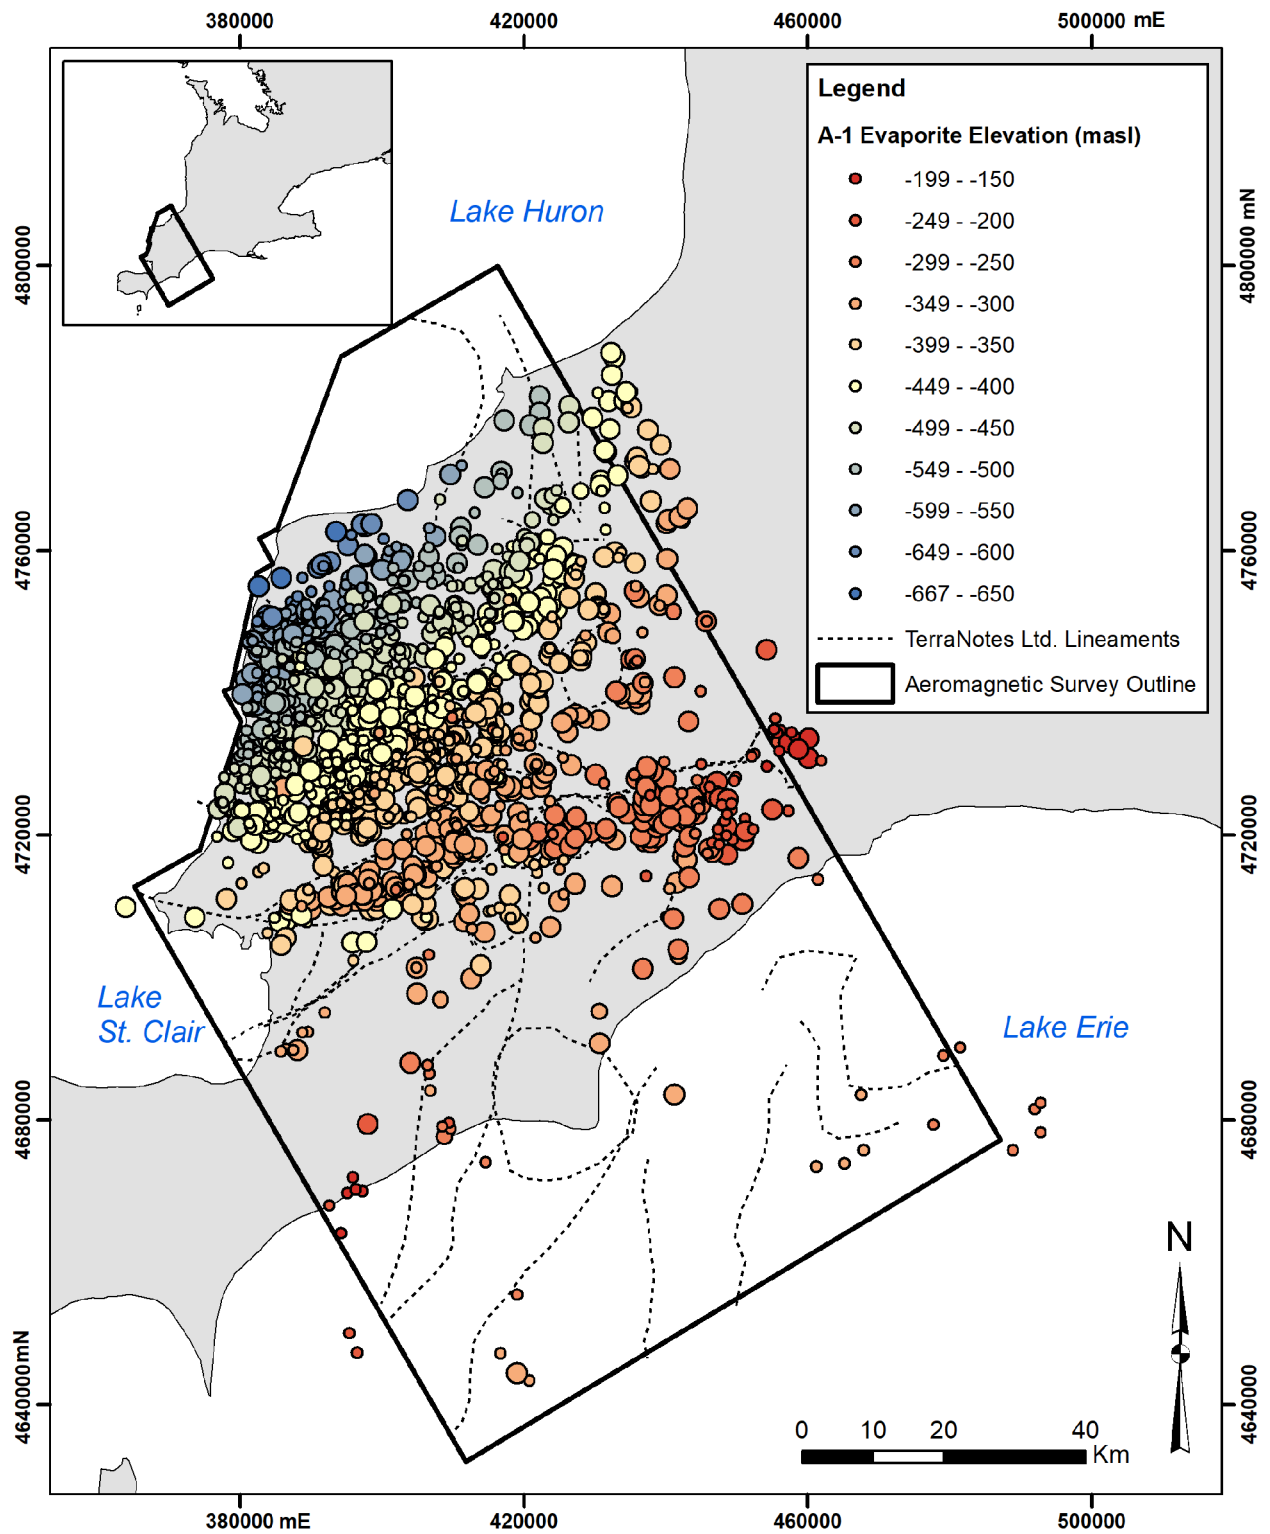 380000
420000
460000
500000 mE
Legend
A-1 Evaporite Elevation (masl)
-199 - -150
-249 - -200
-299 - -250
-349 - -300
-399 - -350
-449 - -400
-499 - -450
-549 - -500
-599 - -550
-649 - -600
-667 - -650
TerraNotes Ltd. Lineaments
Aeromagnetic Survey Outline
Lake Huron
4800000
4800000 mN
4760000
4760000
4720000
4720000
Lake
St. Clair
Lake Erie
4680000
4680000
N
4640000mN
4640000
0
10
20
40
Km
380000 mE
420000
460000
500000